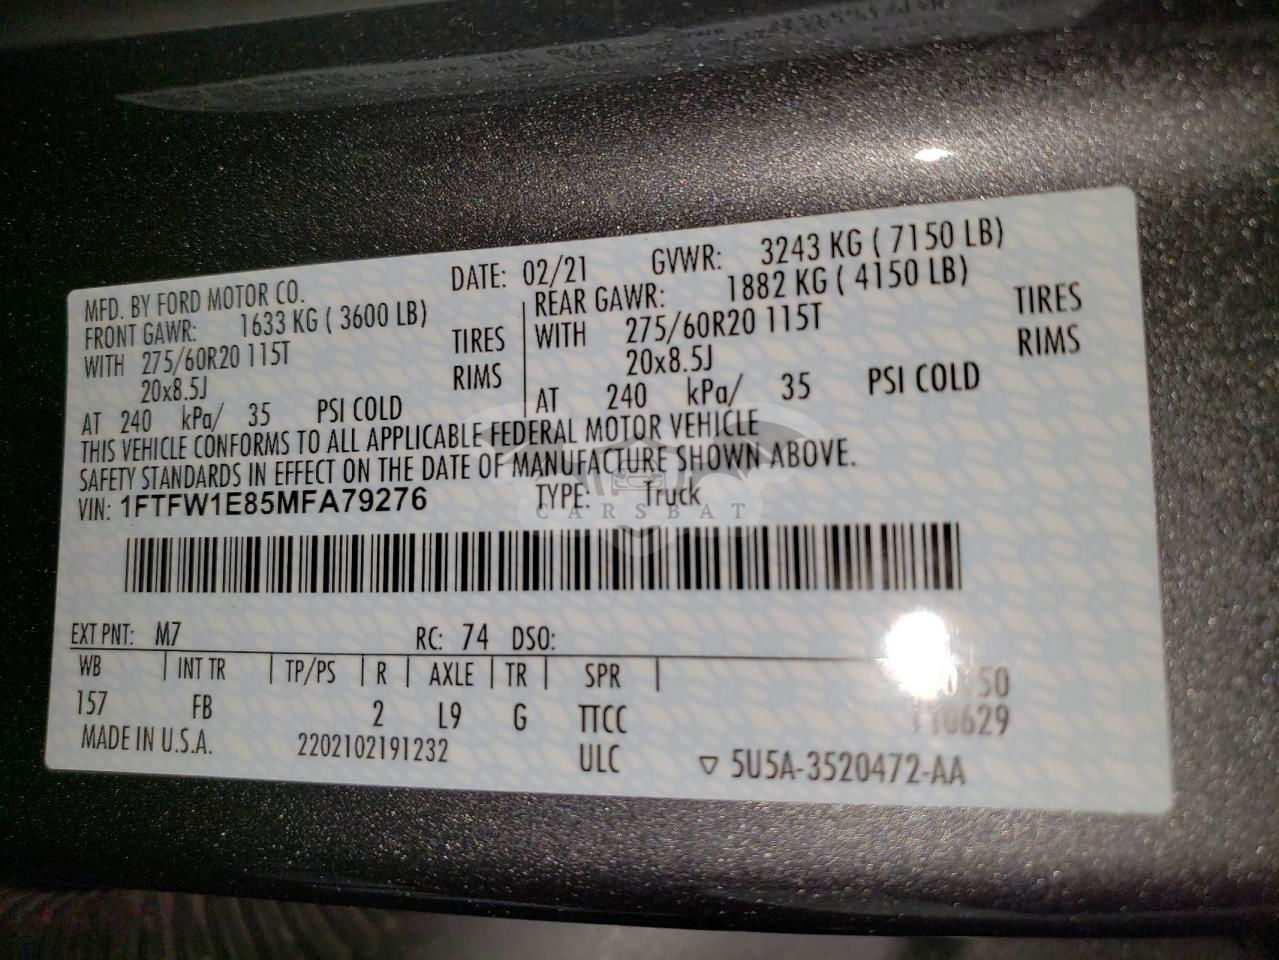 MFD. BY FORD MOTOR CO. DATE: 02/21 GVWR: 3243 KG ( 7150 LB)
FRONT GAWR: 1633 KG ( 3600 LB) REAR GAWR: 1882 KG ( 4150 LB)
WITH 275/60R20 115T TIRES WITH 275/60R20 115T TIRES
20x8.5J RIMS 20x8.5J RIMS
AT 240 kPa/ 35 PSI COLD AT 240 kPa/ 35 PSI COLD
THIS VEHICLE CONFORMS TO ALL APPLICABLE FEDERAL MOTOR VEHICLE
SAFETY STANDARDS IN EFFECT ON THE DATE OF MANUFACTURE SHOWN ABOVE.
VIN: 1FTFW1E85MFA79276 TYPE: Truck
CARSBAT
EXT PNT: M7 RC: 74 DSO:
WB INT TR TP/PS R AXLE TR SPR
157 FB 2 L9 G TTCC
MADE IN U.S.A. 2202102191232 ULC ▽ 5U5A-3520472-AA